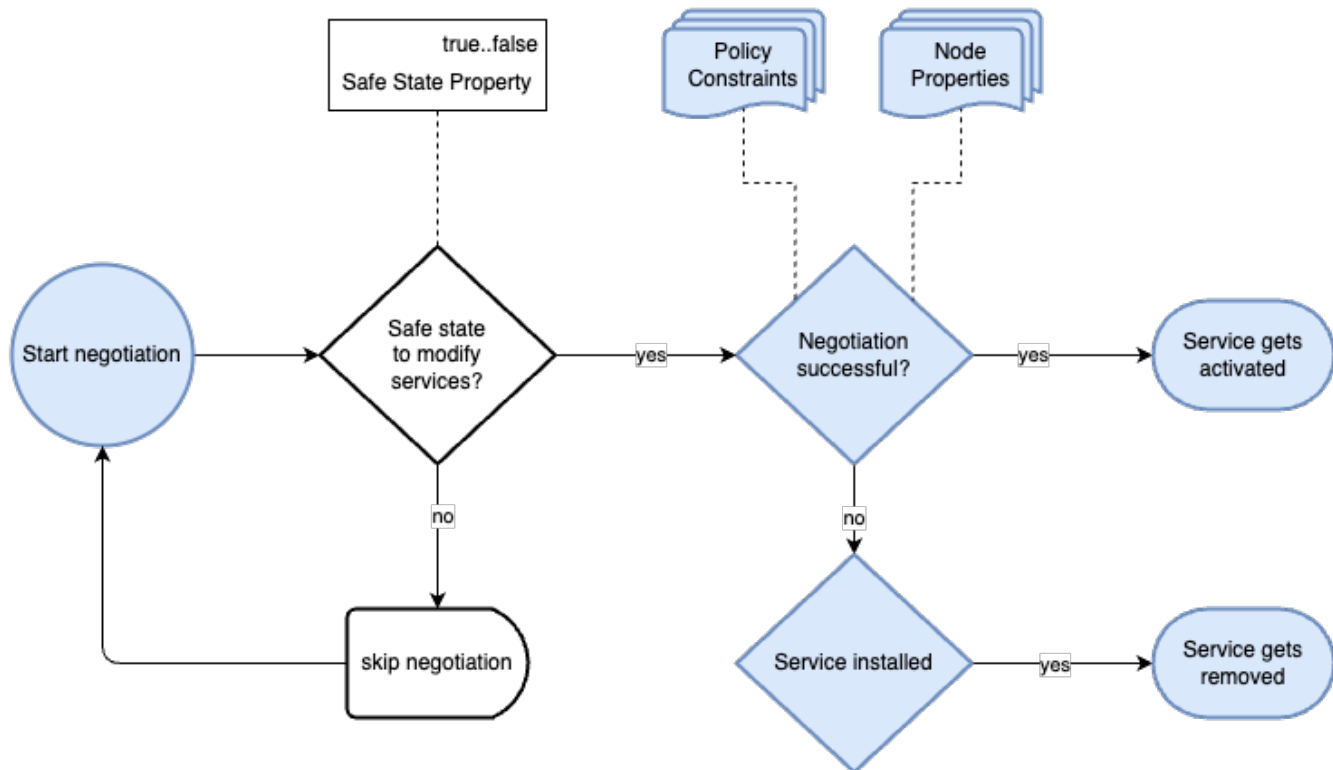 true..false
Safe State Property
Policy
Constraints
Node
Properties
Start negotiation
Safe state
to modify
services?
yes
Negotiation
successful?
yes
Service gets
activated
no
no
skip negotiation
Service installed
yes
Service gets
removed